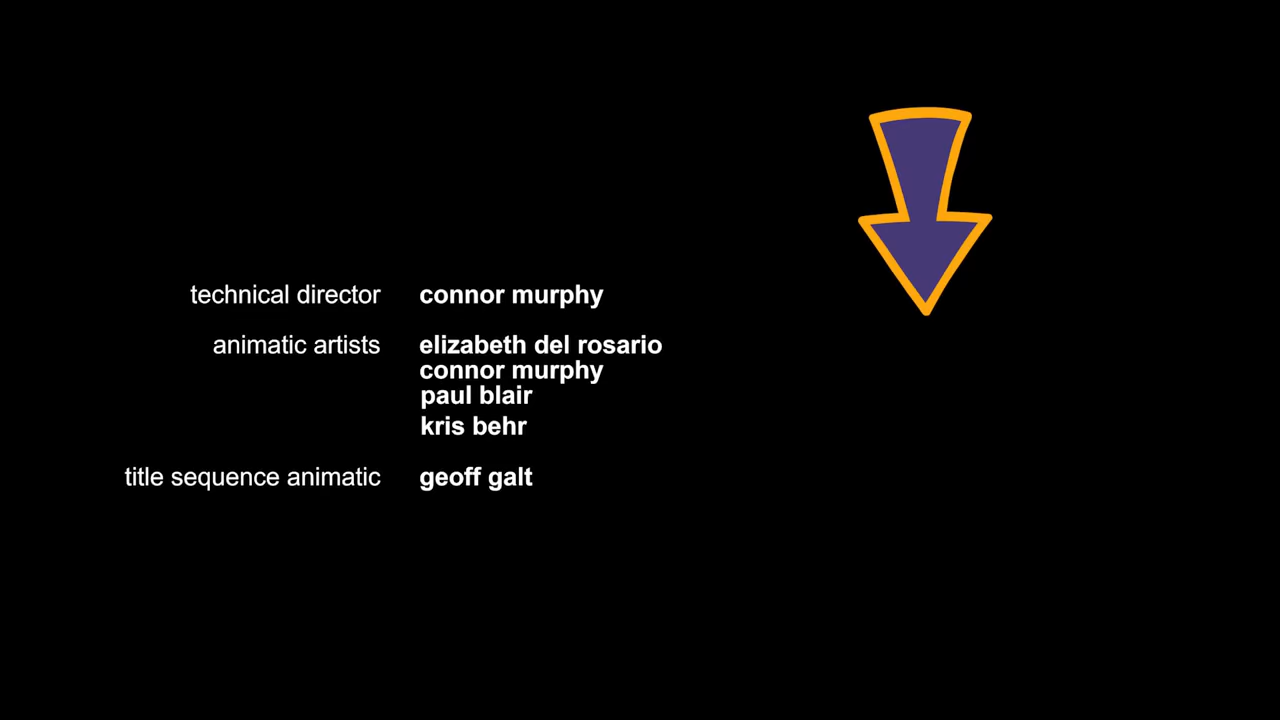 technical director connor murphy
animatic artists elizabeth del rosario
connor murphy
paul blair
kris behr
title sequence animatic geoff galt